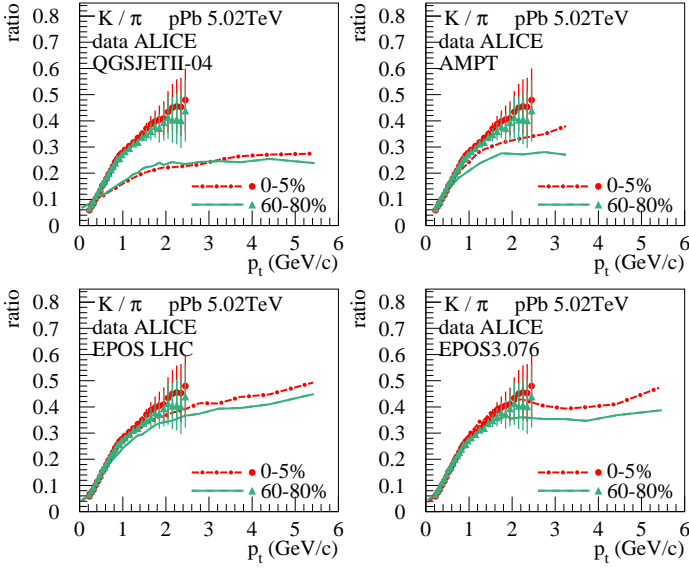 K / π pPb 5.02TeV
data ALICE
QGSJETII-04
ratio
0.8
0.7
0.6
0.5
0.4
0.3
0.2
0.1
0
0-5%
60-80%
0 1 2 3 4 5 6
p_t (GeV/c)
K / π pPb 5.02TeV
data ALICE
AMPT
ratio
0.8
0.7
0.6
0.5
0.4
0.3
0.2
0.1
0
0-5%
60-80%
0 1 2 3 4 5 6
p_t (GeV/c)
K / π pPb 5.02TeV
data ALICE
EPOS LHC
ratio
0.8
0.7
0.6
0.5
0.4
0.3
0.2
0.1
0
0-5%
60-80%
0 1 2 3 4 5 6
p_t (GeV/c)
K / π pPb 5.02TeV
data ALICE
EPOS3.076
ratio
0.8
0.7
0.6
0.5
0.4
0.3
0.2
0.1
0
0-5%
60-80%
0 1 2 3 4 5 6
p_t (GeV/c)